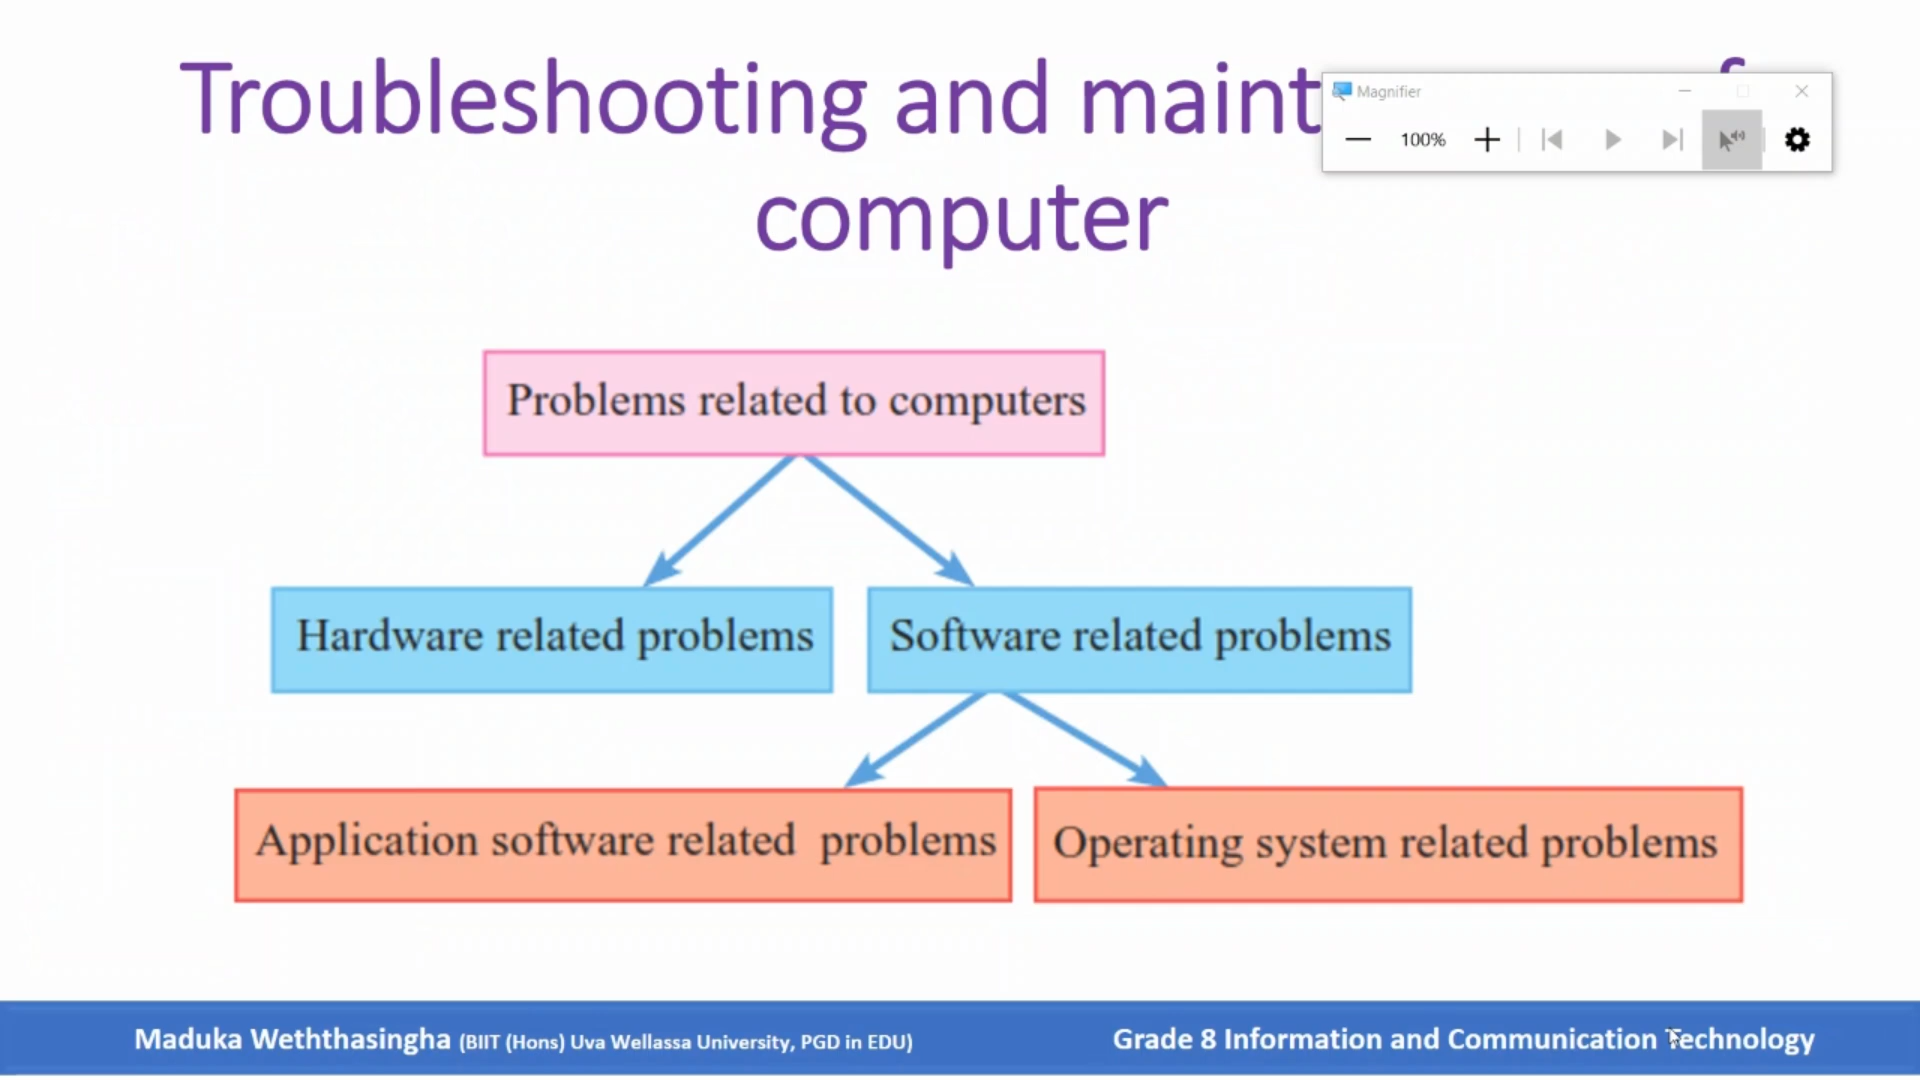 Troubleshooting and maint
computer
Magnifier
100%
Problems related to computers
Hardware related problems
Software related problems
Application software related problems
Operating system related problems
Maduka Weththasingha (BIIT (Hons) Uva Wellassa University, PGD in EDU)
Grade 8 Information and Communication Technology